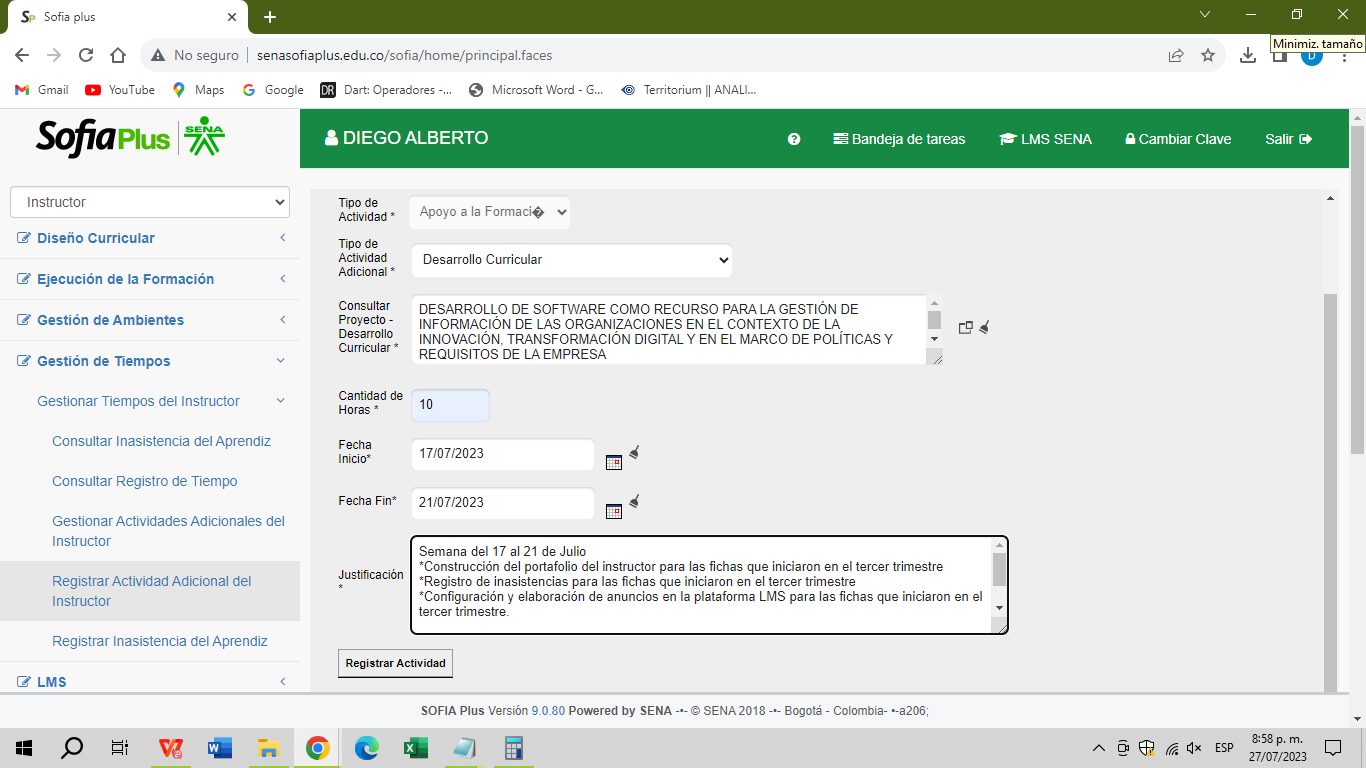 Sofia plus
Minimiz. tamaño
No seguro
senasofiaplus.edu.co/sofia/home/principal.faces
D
Gmail
YouTube
Maps
Google
DR Dart: Operadores -...
Microsoft Word - G...
Territorium || ANALI...
Sofia Plus
SENA
DIEGO ALBERTO
Bandeja de tareas
LMS SENA
Cambiar Clave
Salir
Instructor
Diseño Curricular
Ejecución de la Formación
Gestión de Ambientes
Gestión de Tiempos
Gestionar Tiempos del Instructor
Consultar Inasistencia del Aprendiz
Consultar Registro de Tiempo
Gestionar Actividades Adicionales del
Instructor
Registrar Actividad Adicional del
Instructor
Registrar Inasistencia del Aprendiz
LMS
Tipo de
Actividad *
Apoyo a la Formaci�
Tipo de
Actividad
Adicional *
Desarrollo Curricular
Consultar
Proyecto -
Desarrollo
Curricular *
DESARROLLO DE SOFTWARE COMO RECURSO PARA LA GESTIÓN DE
INFORMACIÓN DE LAS ORGANIZACIONES EN EL CONTEXTO DE LA
INNOVACIÓN, TRANSFORMACIÓN DIGITAL Y EN EL MARCO DE POLÍTICAS Y
REQUISITOS DE LA EMPRESA
Cantidad de
Horas *
10
Fecha
Inicio*
17/07/2023
Fecha Fin*
21/07/2023
Justificación
*
Semana del 17 al 21 de Julio
*Construcción del portafolio del instructor para las fichas que iniciaron en el tercer trimestre
*Registro de inasistencias para las fichas que iniciaron en el tercer trimestre
*Configuración y elaboración de anuncios en la plataforma LMS para las fichas que iniciaron en el
tercer trimestre.
Registrar Actividad
SOFIA Plus Versión 9.0.80 Powered by SENA -•- © SENA 2018 -•- Bogotá - Colombia- •-a206;
ESP
8:58 p. m.
27/07/2023